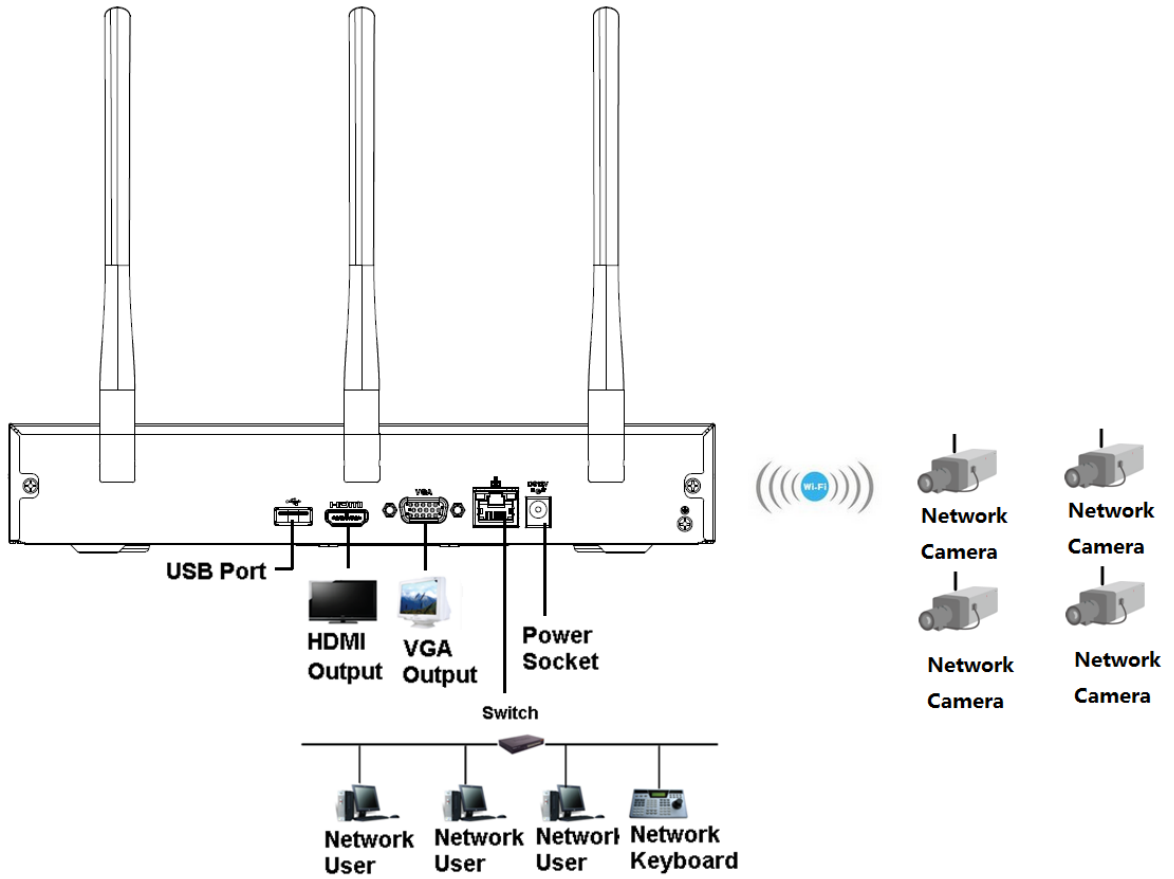 VGA
HDMI
DC12V
Wi-Fi
USB Port
HDMI
Output
VGA
Output
Power
Socket
Switch
Network
User
Network
User
Network
User
Network
Keyboard
Network
Camera
Network
Camera
Network
Camera
Network
Camera